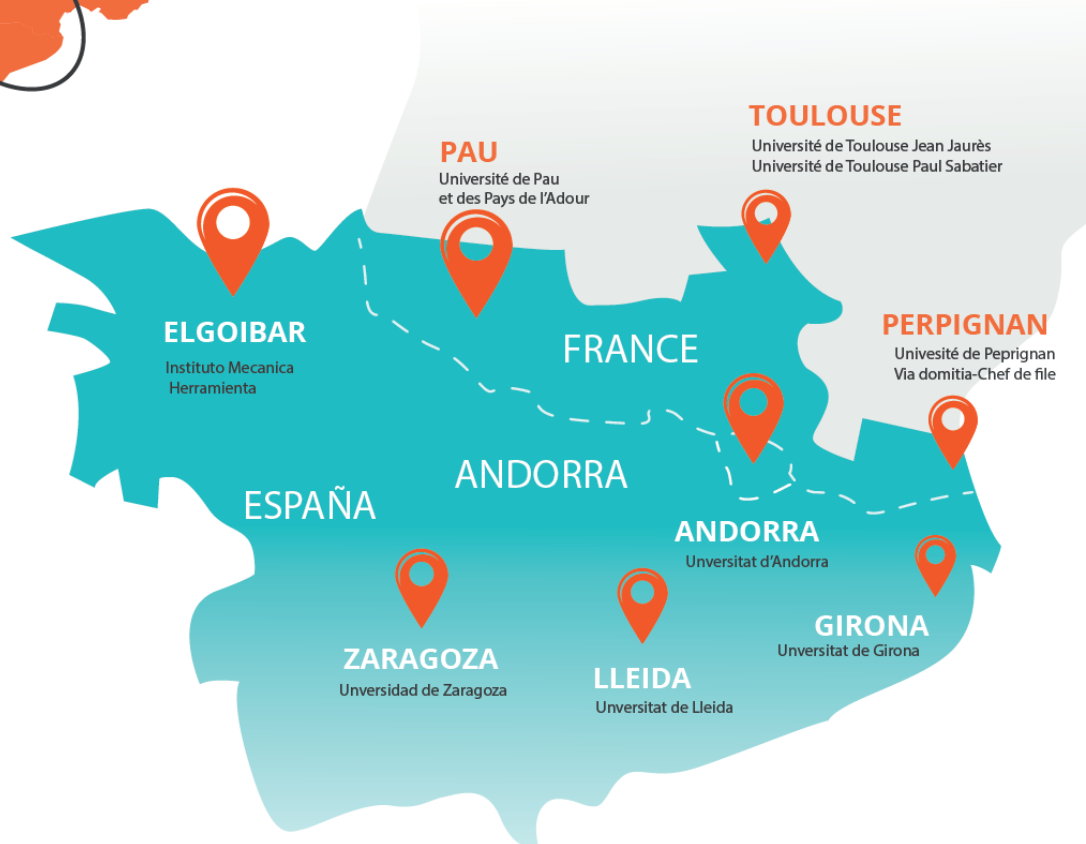 TOULOUSE
Université de Toulouse Jean Jaurès
Université de Toulouse Paul Sabatier
PAU
Université de Pau
et des Pays de l'Adour
ELGOIBAR
Instituto Mecanica
Herramienta
FRANCE
PERPIGNAN
Univesité de Peprignan
Via domitia-Chef de file
ANDORRA
ESPAÑA
ANDORRA
Unversitat d'Andorra
ZARAGOZA
Unversidad de Zaragoza
LLEIDA
Unversitat de Lleida
GIRONA
Unversitat de Girona